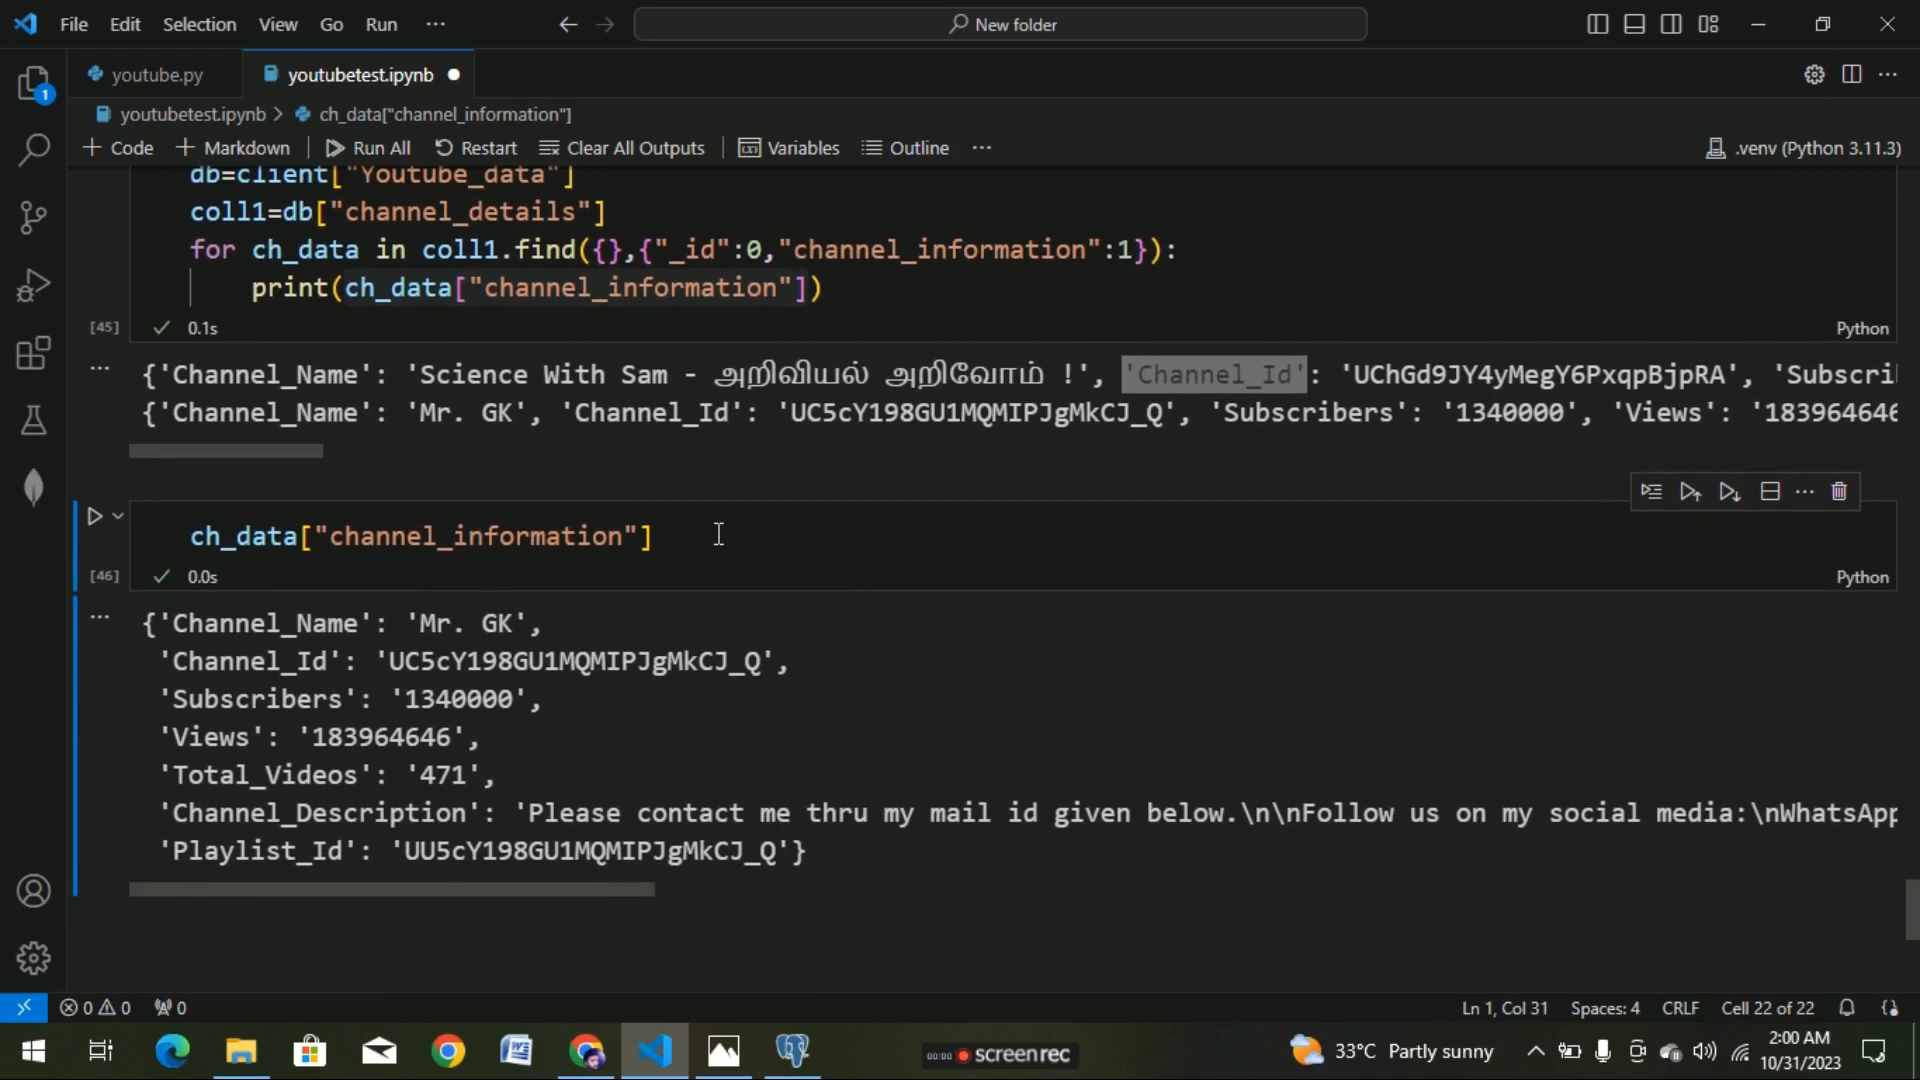 File Edit Selection View Go Run ···
New folder
youtube.py
youtubetest.ipynb
youtubetest.ipynb > ch_data["channel_information"]
+ Code + Markdown Run All Restart Clear All Outputs Variables Outline ···
.venv (Python 3.11.3)
db=client["Youtube_data"]
coll1=db["channel_details"]
for ch_data in coll1.find({},{"_id":0,"channel_information":1}):
print(ch_data["channel_information"])
[45] 0.1s Python
{'Channel_Name': 'Science With Sam - அறிவியல் அறிவோம் !', 'Channel_Id': 'UChGd9JY4yMegY6PxqpBjpRA', 'Subscri
{'Channel_Name': 'Mr. GK', 'Channel_Id': 'UC5cY198GU1MQMIPJgMkCJ_Q', 'Subscribers': '1340000', 'Views': '183964646
ch_data["channel_information"]
[46] 0.0s Python
{'Channel_Name': 'Mr. GK',
'Channel_Id': 'UC5cY198GU1MQMIPJgMkCJ_Q',
'Subscribers': '1340000',
'Views': '183964646',
'Total_Videos': '471',
'Channel_Description': 'Please contact me thru my mail id given below.\n\nFollow us on my social media:\nWhatsApp
'Playlist_Id': 'UU5cY198GU1MQMIPJgMkCJ_Q'}
0 0 0
Ln 1, Col 31 Spaces: 4 CRLF Cell 22 of 22
00:00 screenrec
33°C Partly sunny
2:00 AM
10/31/2023